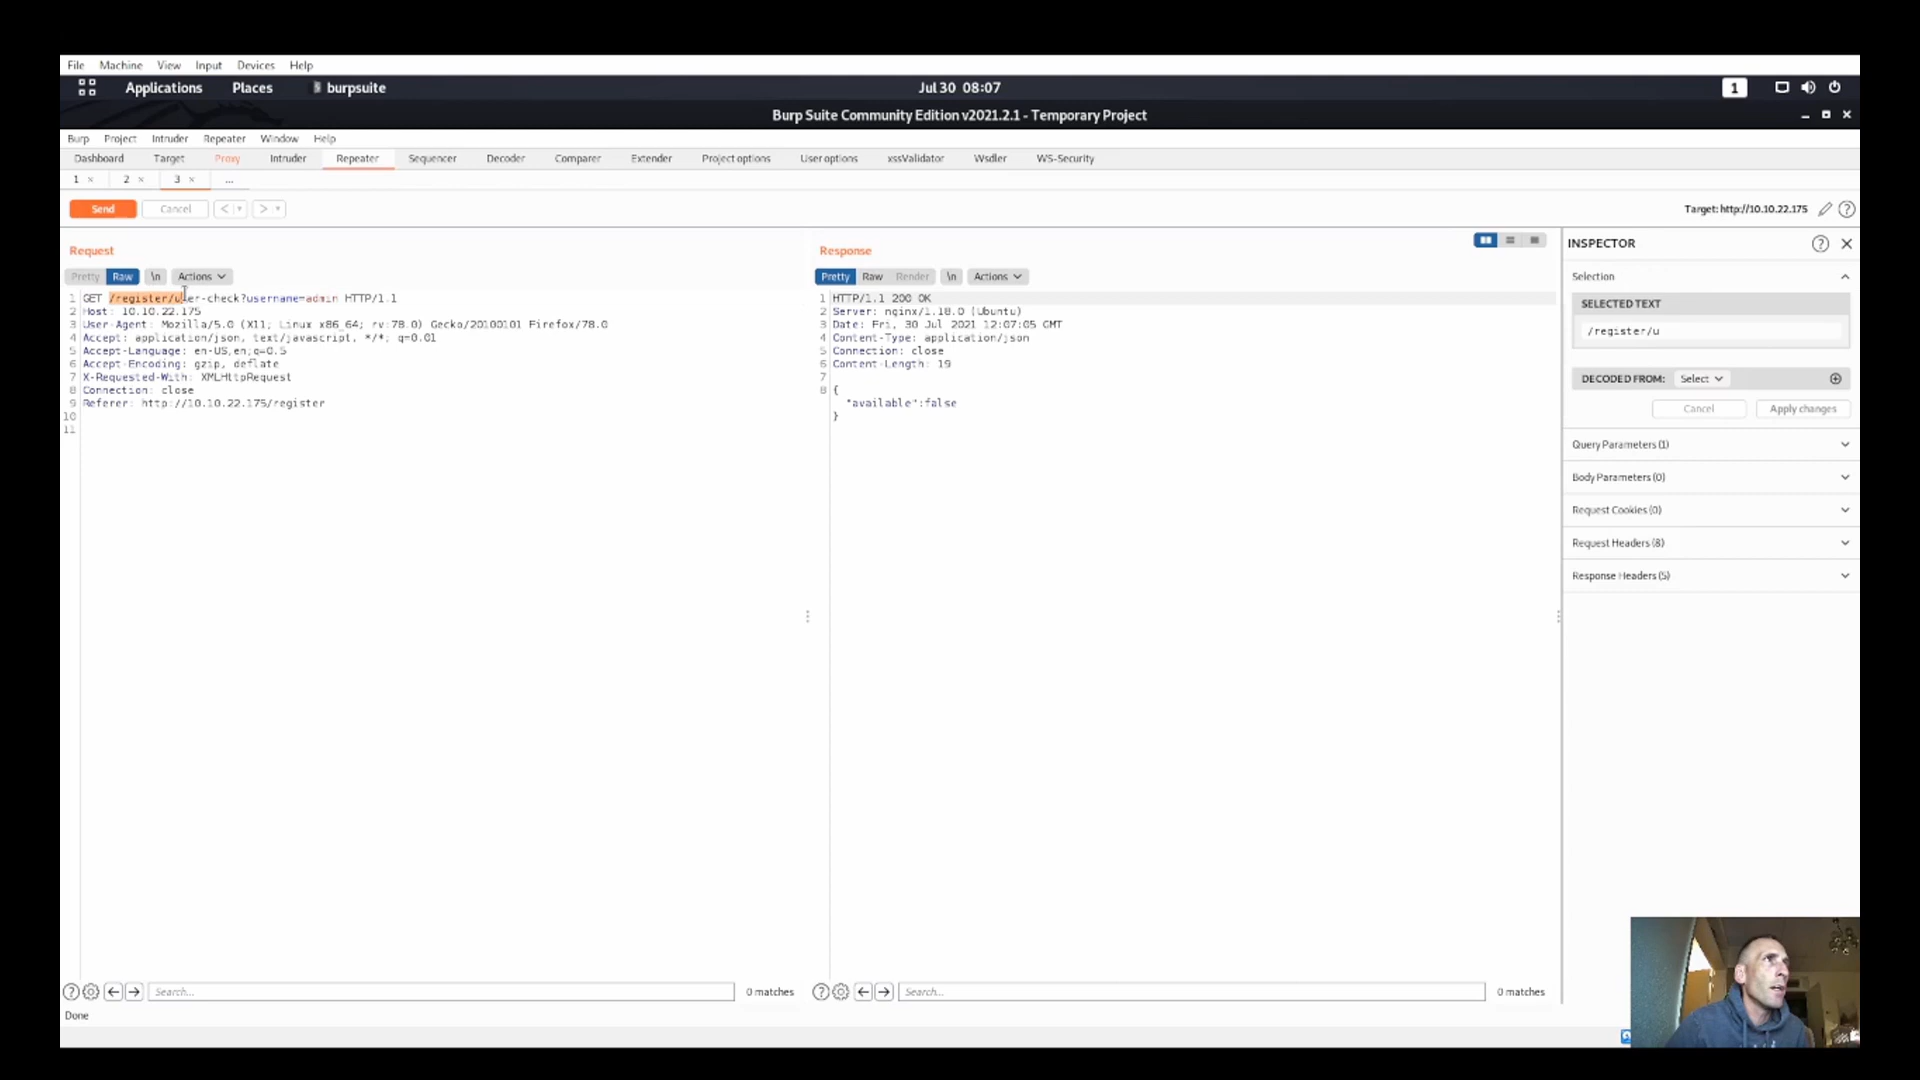 File Machine View Input Devices Help
Applications Places burpsuite Jul 30 08:07 1
Burp Suite Community Edition v2021.2.1 - Temporary Project
Burp Project Intruder Repeater Window Help
Dashboard Target Proxy Intruder Repeater Sequencer Decoder Comparer Extender Project options User options xssValidator Wsdler WS-Security
1 × 2 × 3 × ...
Send Cancel < > Target: http://10.10.22.175 ?
Request
Pretty Raw \n Actions
1 GET /register/user-check?username=admin HTTP/1.1
2 Host: 10.10.22.175
3 User-Agent: Mozilla/5.0 (X11; Linux x86_64; rv:78.0) Gecko/20100101 Firefox/78.0
4 Accept: application/json, text/javascript, */*; q=0.01
5 Accept-Language: en-US,en;q=0.5
6 Accept-Encoding: gzip, deflate
7 X-Requested-With: XMLHttpRequest
8 Connection: close
9 Referer: http://10.10.22.175/register
10
11
Search... 0 matches
Response
Pretty Raw Render \n Actions
1 HTTP/1.1 200 OK
2 Server: nginx/1.18.0 (Ubuntu)
3 Date: Fri, 30 Jul 2021 12:07:05 GMT
4 Content-Type: application/json
5 Connection: close
6 Content-Length: 19
7
8 {
"available":false
}
Search... 0 matches
INSPECTOR
Selection
SELECTED TEXT
/register/u
DECODED FROM: Select
Cancel Apply changes
Query Parameters (1)
Body Parameters (0)
Request Cookies (0)
Request Headers (8)
Response Headers (5)
Done